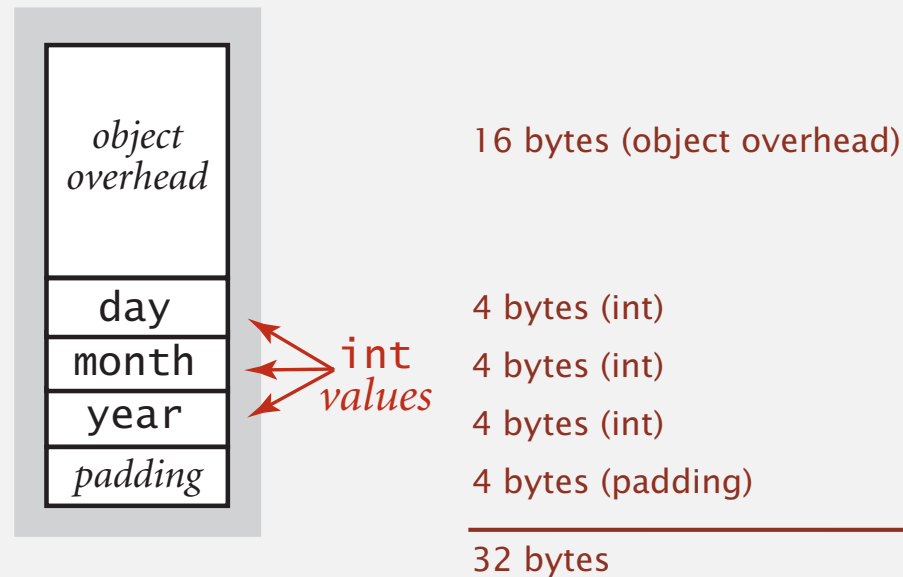 object
overhead
16 bytes (object overhead)
day
4 bytes (int)
month
int
values
4 bytes (int)
year
4 bytes (int)
padding
4 bytes (padding)
32 bytes